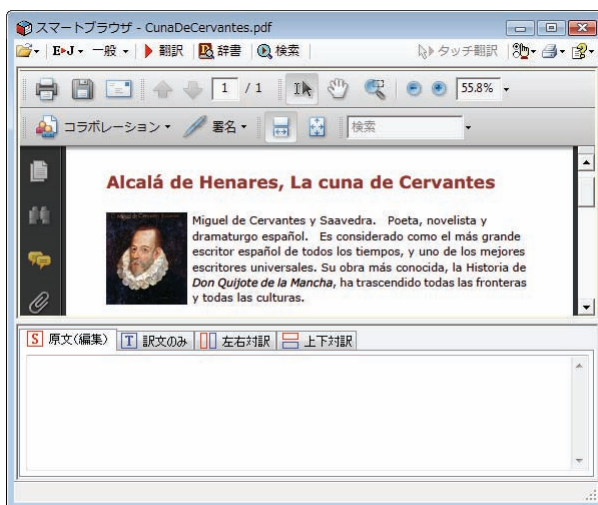 スマートブラウザ - CunaDeCervantes.pdf
E▸J 一般 翻訳 辞書 検索 タッチ翻訳
1 / 1 55.8%
コラボレーション 署名 検索
Alcalá de Henares, La cuna de Cervantes
Miguel de Cervantes y Saavedra. Poeta, novelista y
dramaturgo español. Es considerado como el más grande
escritor español de todos los tiempos, y uno de los mejores
escritores universales. Su obra más conocida, la Historia de
Don Quijote de la Mancha, ha trascendido todas las fronteras
y todas las culturas.
S 原文(編集) T 訳文のみ 左右対訳 上下対訳